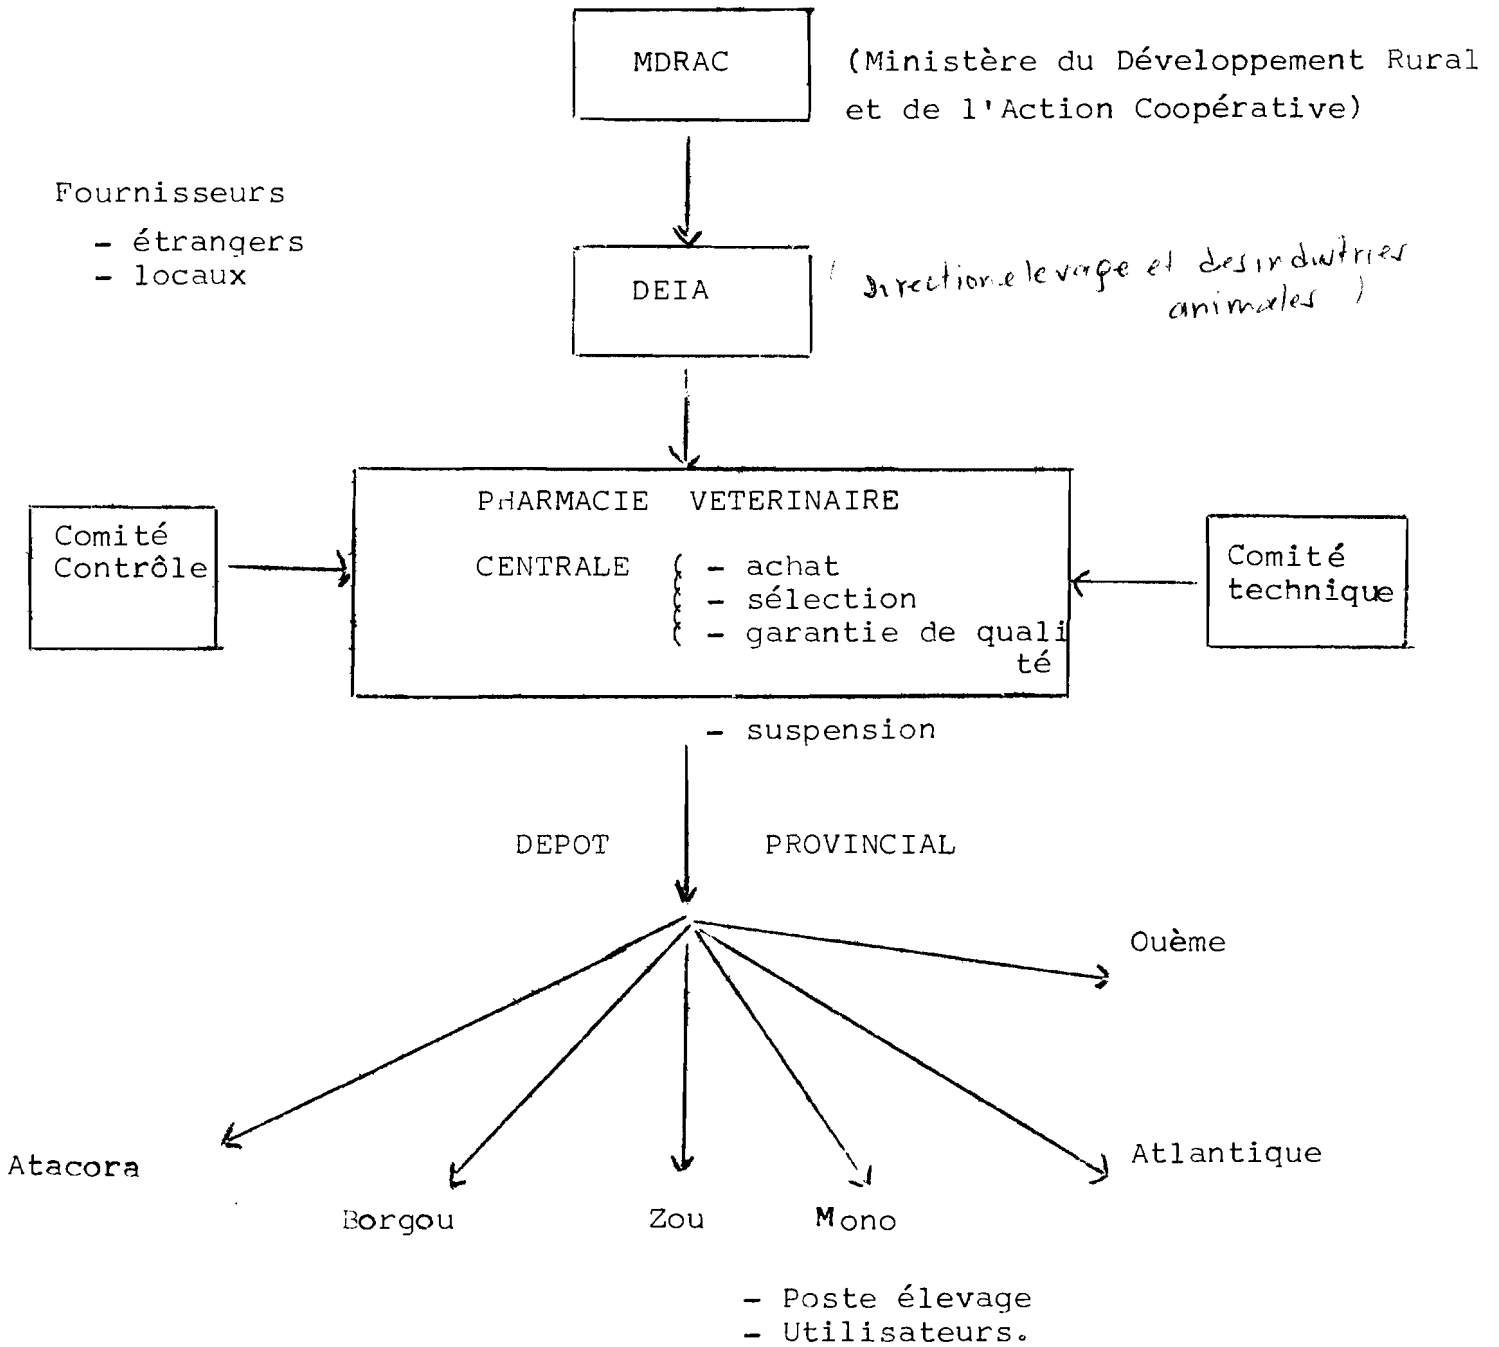 MDRAC
(Ministère du Développement Rural
et de l'Action Coopérative)
Fournisseurs
- étrangers
- locaux
DEIA
( Direction elevage et des industries
animales )
PHARMACIE VETERINAIRE
CENTRALE
- achat
- sélection
- garantie de quali
té
Comité
Contrôle
Comité
technique
- suspension
DEPOT PROVINCIAL
Ouème
Atlantique
Atacora
Borgou
Zou
Mono
- Poste élevage
- Utilisateurs.